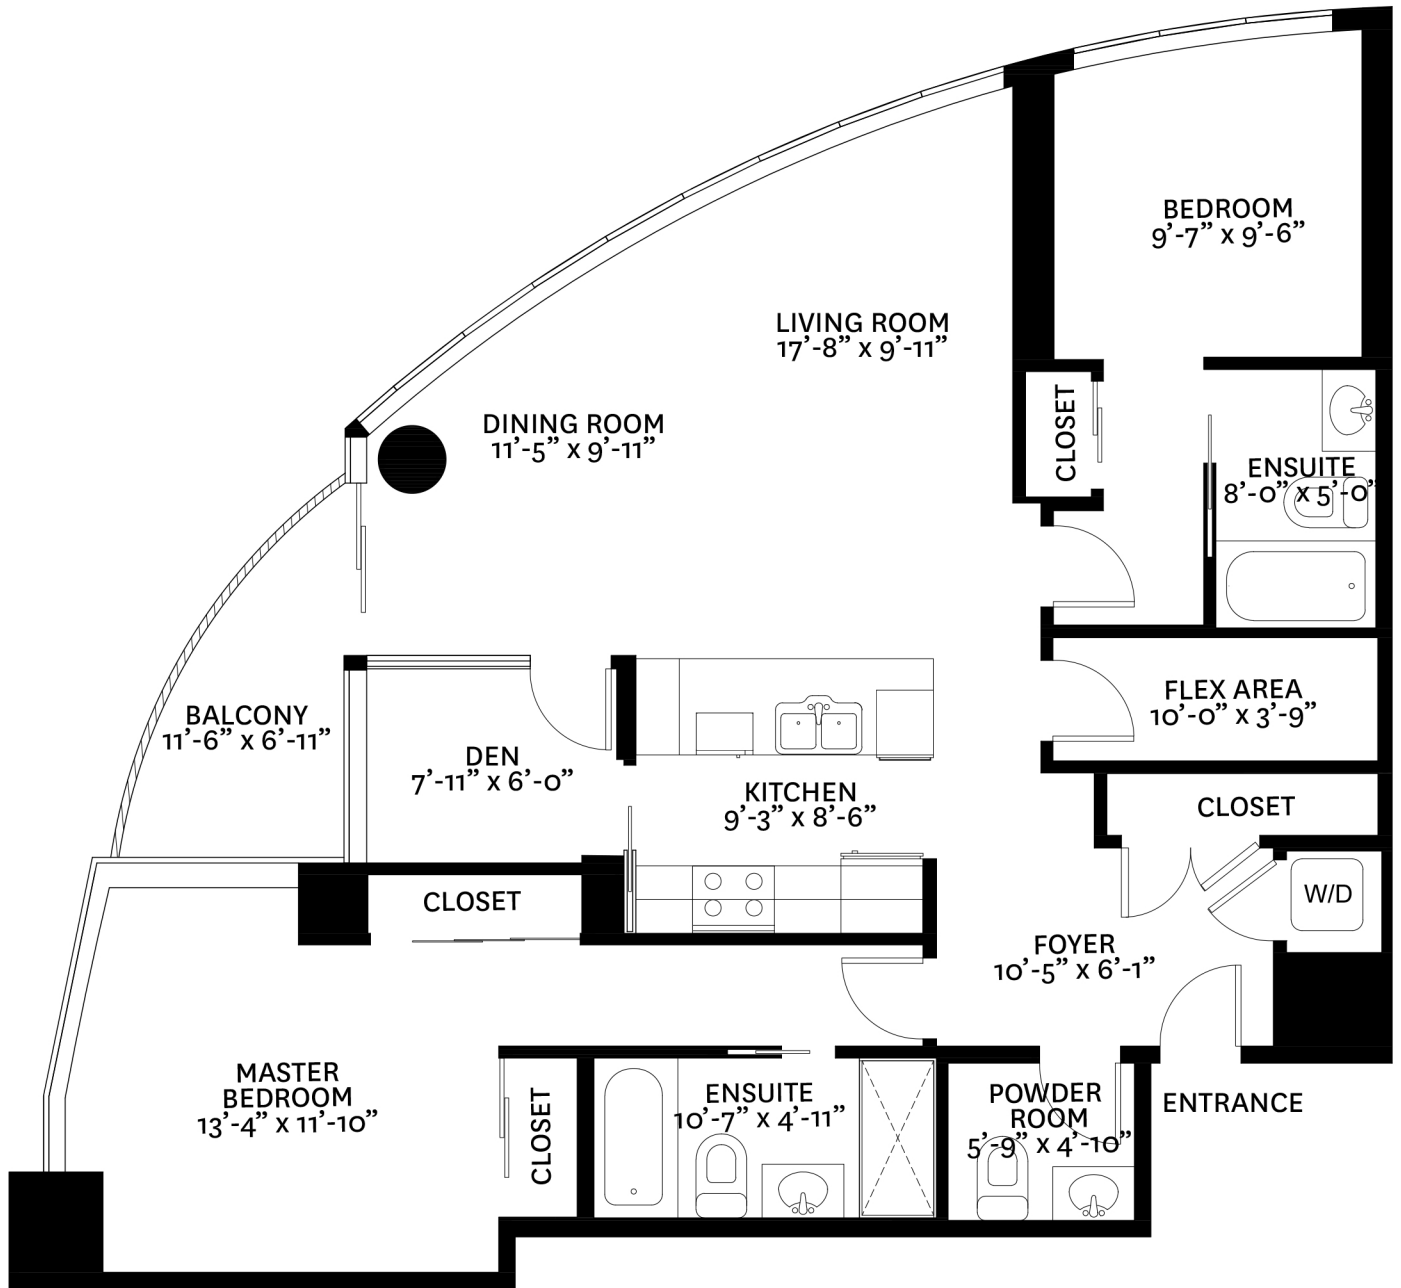 BEDROOM
9’-7” x 9’-6”
LIVING ROOM
17’-8” x 9’-11”
DINING ROOM
11’-5” x 9’-11”
CLOSET
ENSUITE
8’-0” x 5’-0”
FLEX AREA
10’-0” x 3’-9”
BALCONY
11’-6” x 6’-11”
DEN
7’-11” x 6’-0”
KITCHEN
9’-3” x 8’-6”
CLOSET
CLOSET
W/D
FOYER
10’-5” x 6’-1”
MASTER
BEDROOM
13’-4” x 11’-10”
CLOSET
ENSUITE
10’-7” x 4’-11”
POWDER
ROOM
5’-9” x 4’-10”
ENTRANCE